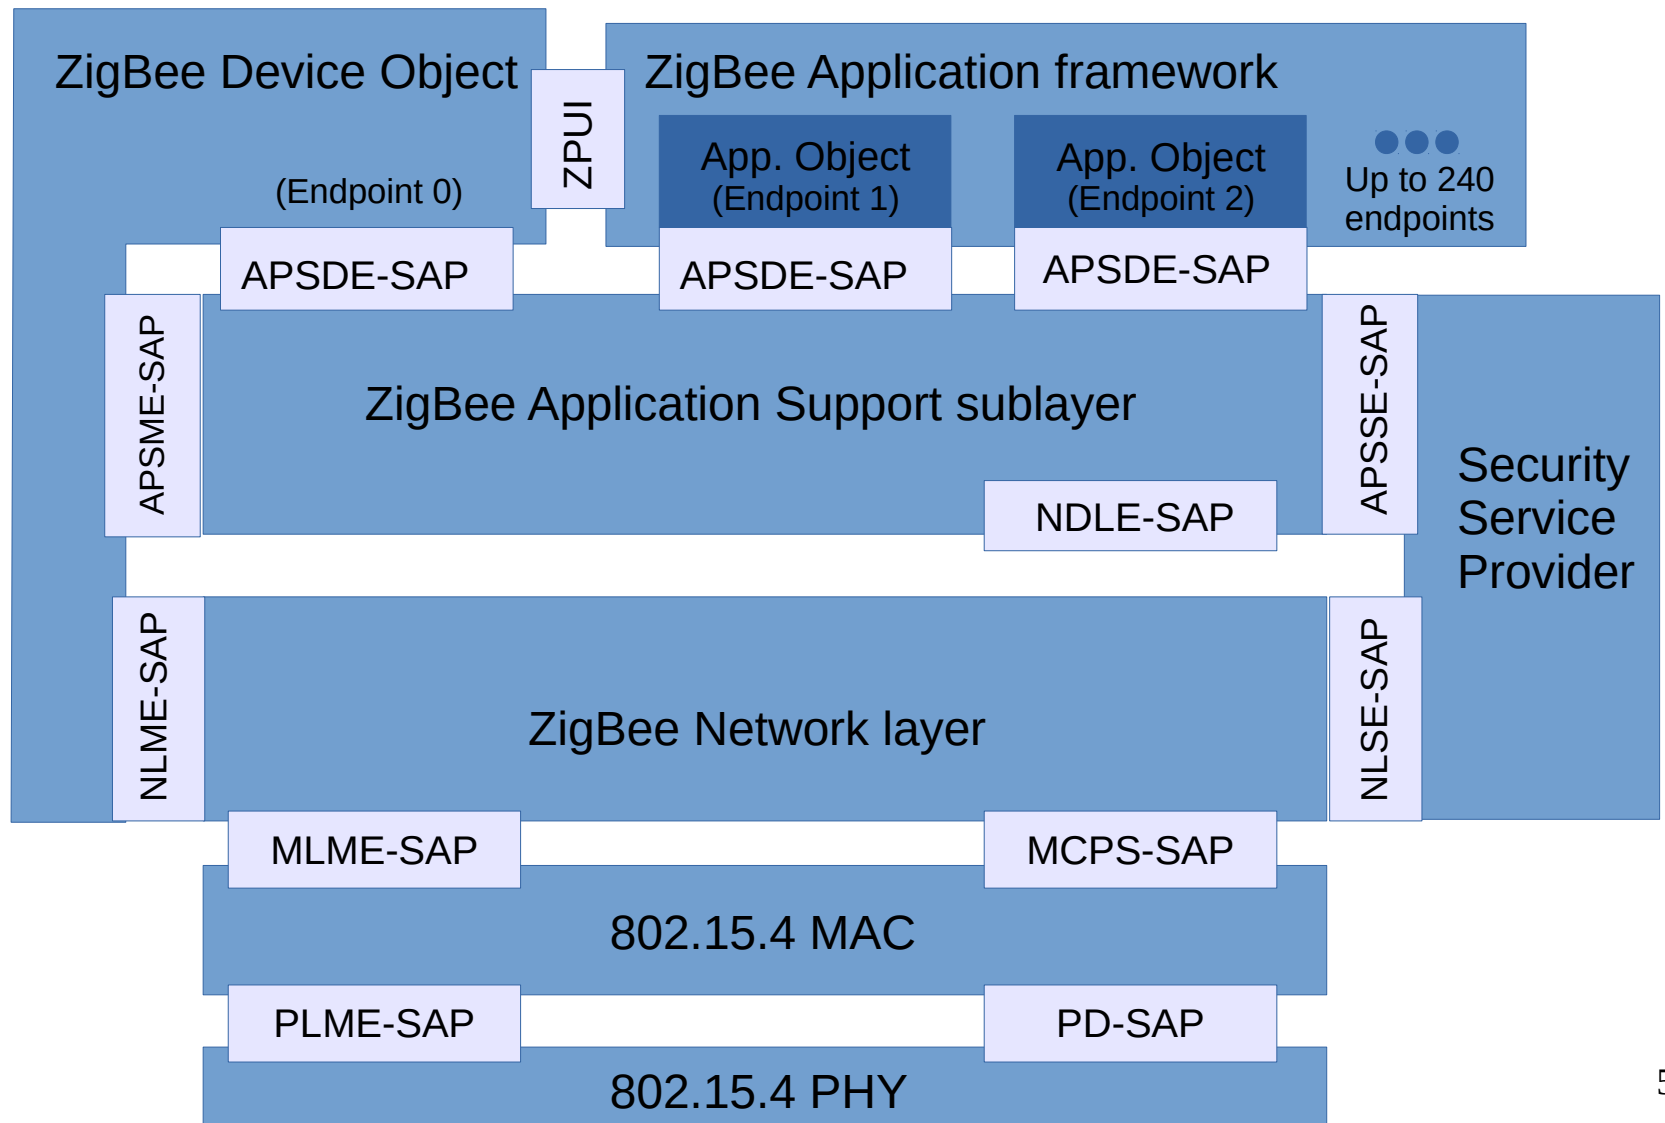 ZigBee Device Object
ZigBee Application framework
ZPUI
(Endpoint 0)
App. Object
(Endpoint 1)
App. Object
(Endpoint 2)
Up to 240
endpoints
APSDE-SAP
APSDE-SAP
APSDE-SAP
APSME-SAP
ZigBee Application Support sublayer
APSSE-SAP
NDLE-SAP
Security
Service
Provider
NLME-SAP
ZigBee Network layer
NLSE-SAP
MLME-SAP
MCPS-SAP
802.15.4 MAC
PLME-SAP
PD-SAP
802.15.4 PHY
5